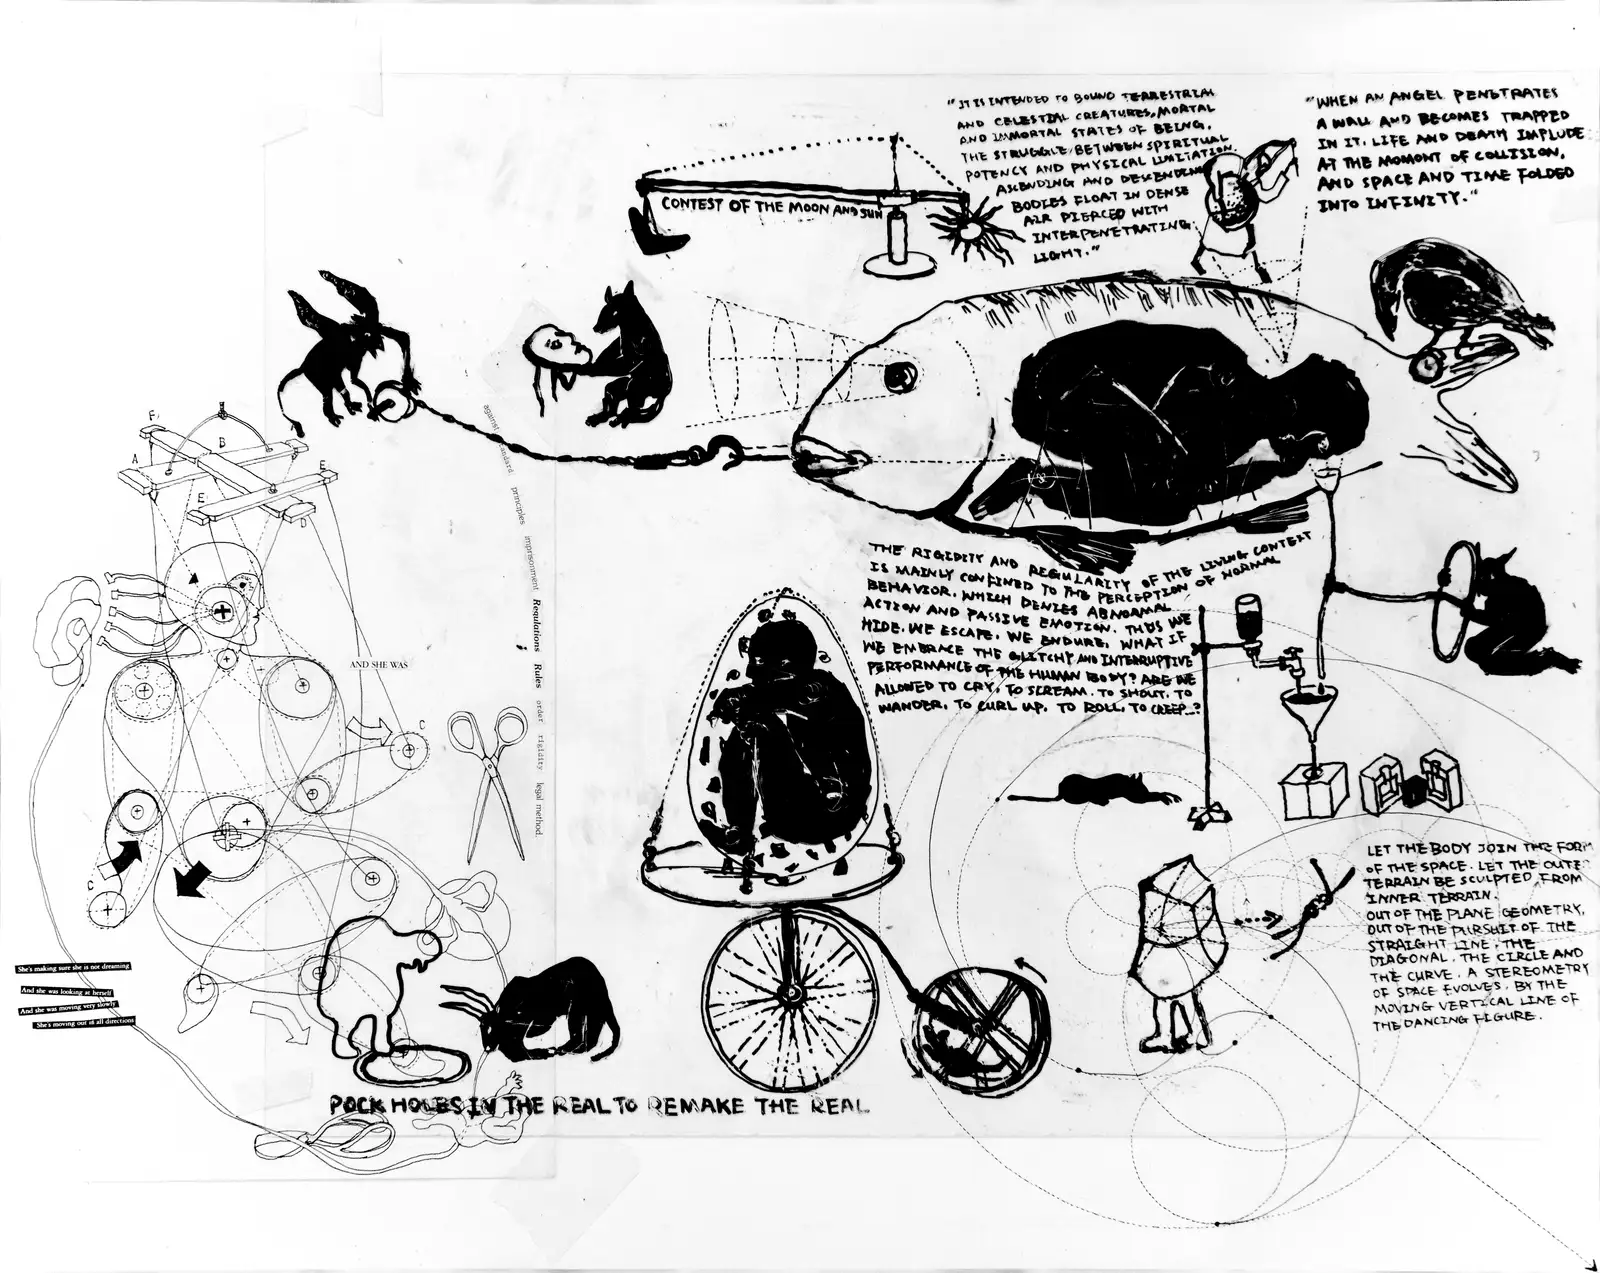 "IT IS INTENDED TO BOUND TERRESTRIAL
AND CELESTIAL CREATURES, MORTAL
AND IMMORTAL STATES OF BEING,
THE STRUGGLE BETWEEN SPIRITUAL
POTENCY AND PHYSICAL LIMITATION.
ASCENDING AND DESCENDING
BODIES FLOAT IN DENSE
AIR PIERCED WITH
INTERPENETRATING
LIGHT."
"WHEN AN ANGEL PENETRATES
A WALL AND BECOMES TRAPPED
IN IT, LIFE AND DEATH IMPLUDE
AT THE MOMONT OF COLLISION,
AND SPACE AND TIME FOLDED
INTO INFINITY."
CONTEST OF THE MOON AND SUN
F
B
A
E
E
D
against standard principles imprisonment Regulations Rules order rigidity legal method.
AND SHE WAS
C
C
THE RIGIDITY AND REGULARITY OF THE LIVING CONTEXT
IS MAINLY CONFINED TO THE PERCEPTION OF NORMAL
BEHAVIOR, WHICH DENIES ABNORMAL
ACTION AND PASSIVE EMOTION. THUS WE
HIDE. WE ESCAPE. WE ENDURE. WHAT IF
WE EMBRACE THE GLITCHY AND INTERRUPTIVE
PERFORMANCE OF THE HUMAN BODY? ARE WE
ALLOWED TO CRY, TO SCREAM. TO SHOUT, TO
WANDER, TO CURL UP, TO ROLL, TO CREEP...?
LET THE BODY JOIN THE FORM
OF THE SPACE. LET THE OUTER
TERRAIN BE SCULPTED FROM
INNER TERRAIN.
OUT OF THE PLANE GEOMETRY,
OUT OF THE PURSUIT OF THE
STRAIGHT LINE, THE
DIAGONAL, THE CIRCLE AND
THE CURVE, A STEREOMETRY
OF SPACE EVOLVES, BY THE
MOVING VERTICAL LINE OF
THE DANCING FIGURE.
She's making sure she is not dreaming
And she was looking at herself
And she was moving very slowly
She's moving out in all directions
POCK HOLES IN THE REAL TO REMAKE THE REAL